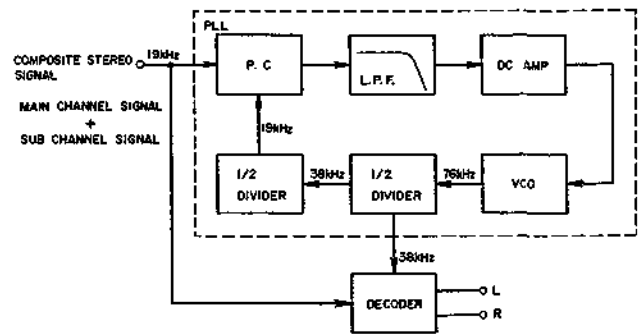 PLL
COMPOSITE STEREO
SIGNAL
19kHz
P. C
L.P.F.
DC AMP
MAIN CHANNEL SIGNAL
+
SUB CHANNEL SIGNAL
19kHz
1/2
DIVIDER
38kHz
1/2
DIVIDER
76kHz
VCO
38kHz
DECODER
L
R